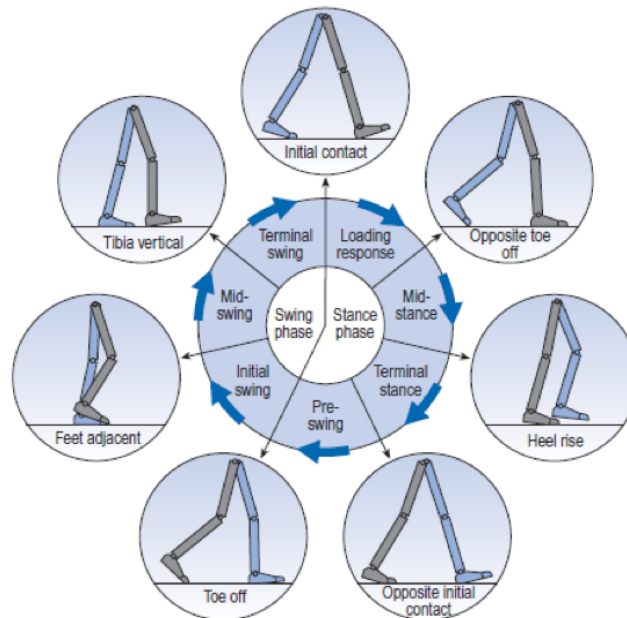 Initial contact
Opposite toe
off
Heel rise
Opposite initial
contact
Toe off
Feet adjacent
Tibia vertical
Loading
response
Mid-
stance
Terminal
stance
Pre-
swing
Initial
swing
Mid-
swing
Terminal
swing
Swing
phase
Stance
phase